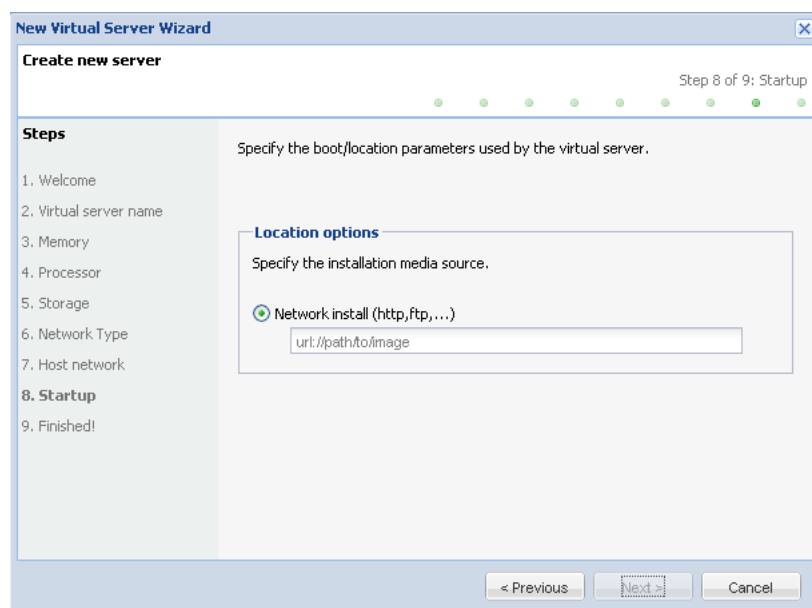 New Virtual Server Wizard
Create new server
Step 8 of 9: Startup
Steps
1. Welcome
2. Virtual server name
3. Memory
4. Processor
5. Storage
6. Network Type
7. Host network
8. Startup
9. Finished!
Specify the boot/location parameters used by the virtual server.
Location options
Specify the installation media source.
Network install (http,ftp,...)
url://path/to/image
< Previous
Next >
Cancel